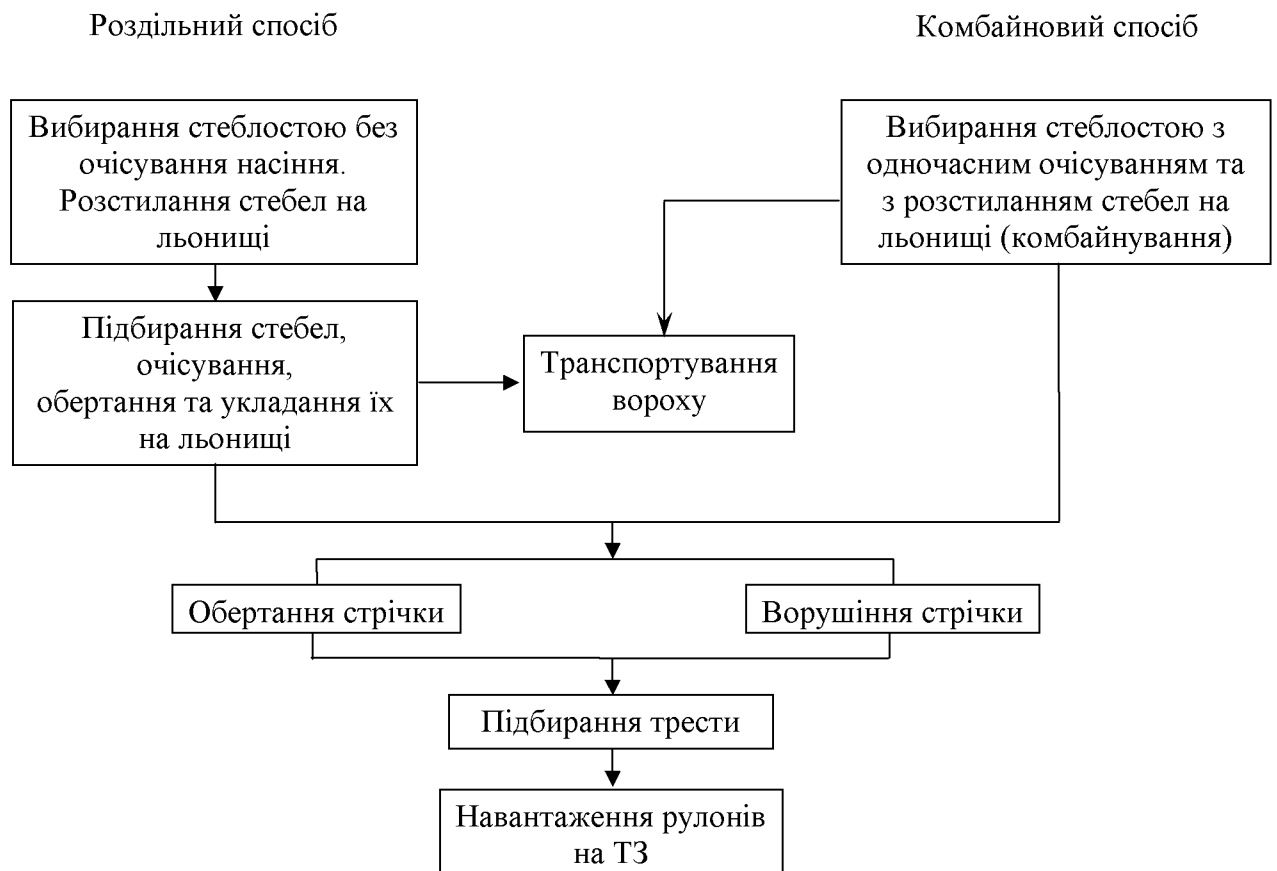 Роздільний спосіб
Комбайновий спосіб
Вибирання стеблостою без
очісування насіння.
Розстилання стебел на
льонищі
Вибирання стеблостою з
одночасним очісуванням та
з розстиланням стебел на
льонищі (комбайнування)
Підбирання стебел,
очісування,
обертання та укладання їх
на льонищі
Транспортування
вороху
Обертання стрічки
Ворушіння стрічки
Підбирання трести
Навантаження рулонів
на ТЗ